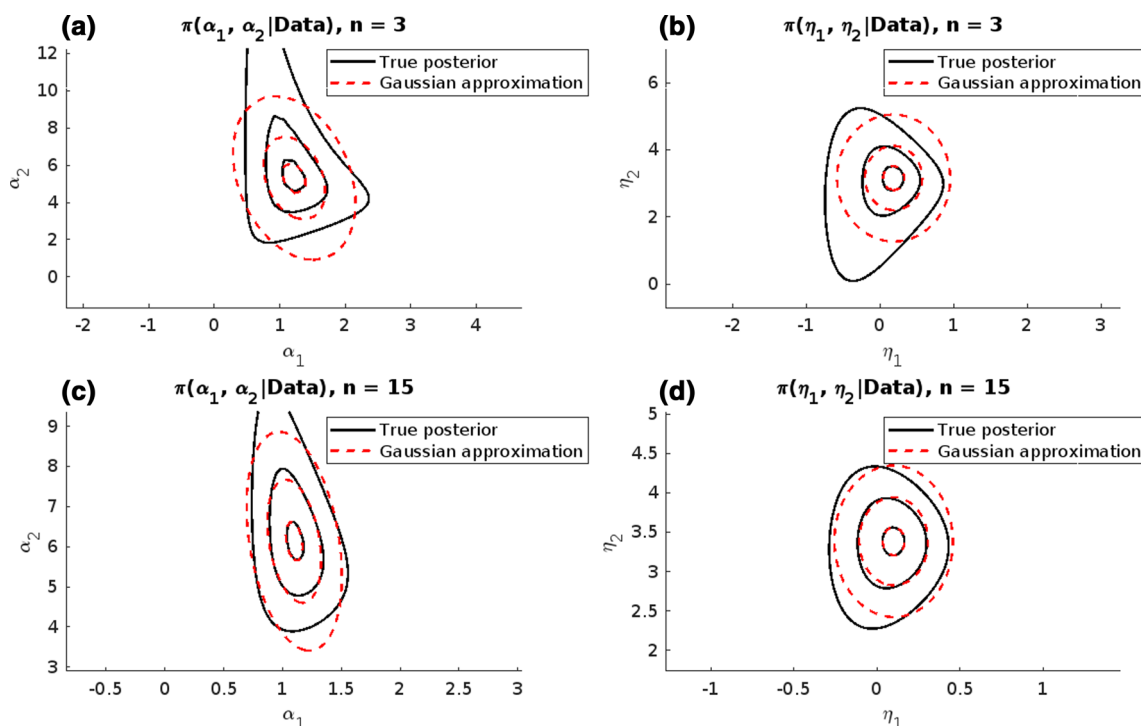 (a) π(α₁, α₂|Data), n = 3
True posterior
Gaussian approximation
12
10
8
6
4
2
0
α₂
-2 -1 0 1 2 3 4
α₁
(b) π(η₁, η₂|Data), n = 3
True posterior
Gaussian approximation
6
4
2
0
η₂
-2 -1 0 1 2 3
η₁
(c) π(α₁, α₂|Data), n = 15
True posterior
Gaussian approximation
9
8
7
6
5
4
3
α₂
-0.5 0 0.5 1 1.5 2 2.5 3
α₁
(d) π(η₁, η₂|Data), n = 15
True posterior
Gaussian approximation
5
4.5
4
3.5
3
2.5
2
η₂
-1 -0.5 0 0.5 1
η₁